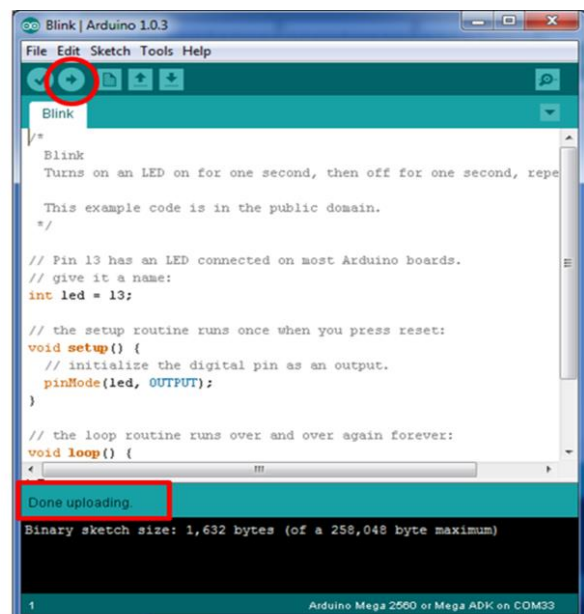 Blink | Arduino 1.0.3
File Edit Sketch Tools Help
Blink
/*
Blink
Turns on an LED on for one second, then off for one second, repe
This example code is in the public domain.
*/
// Pin 13 has an LED connected on most Arduino boards.
// give it a name:
int led = 13;
// the setup routine runs once when you press reset:
void setup() {
// initialize the digital pin as an output.
pinMode(led, OUTPUT);
}
// the loop routine runs over and over again forever:
void loop() {
Done uploading.
Binary sketch size: 1,632 bytes (of a 258,048 byte maximum)
1
Arduino Mega 2560 or Mega ADK on COM33